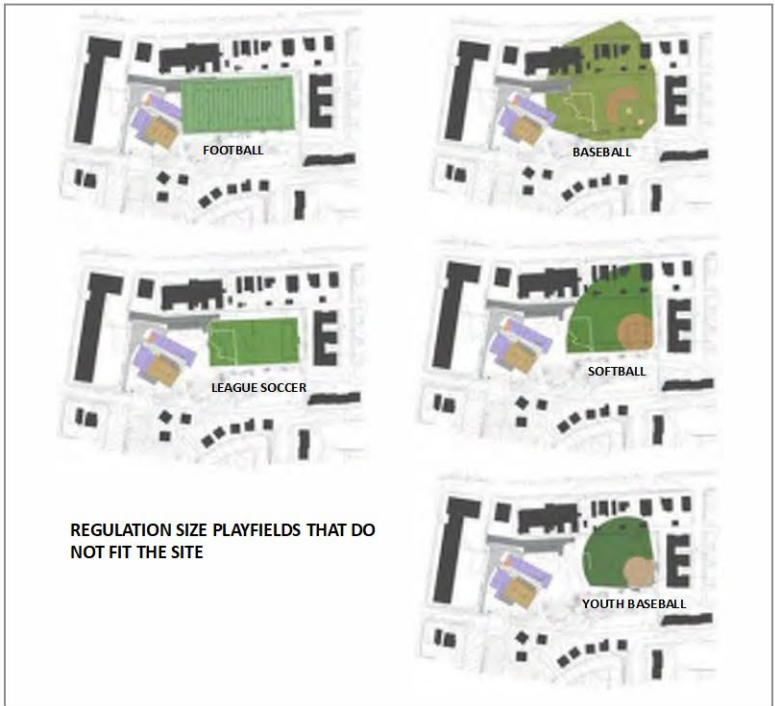 FOOTBALL
BASEBALL
LEAGUE SOCCER
SOFTBALL
REGULATION SIZE PLAYFIELDS THAT DO
NOT FIT THE SITE
YOUTH BASEBALL